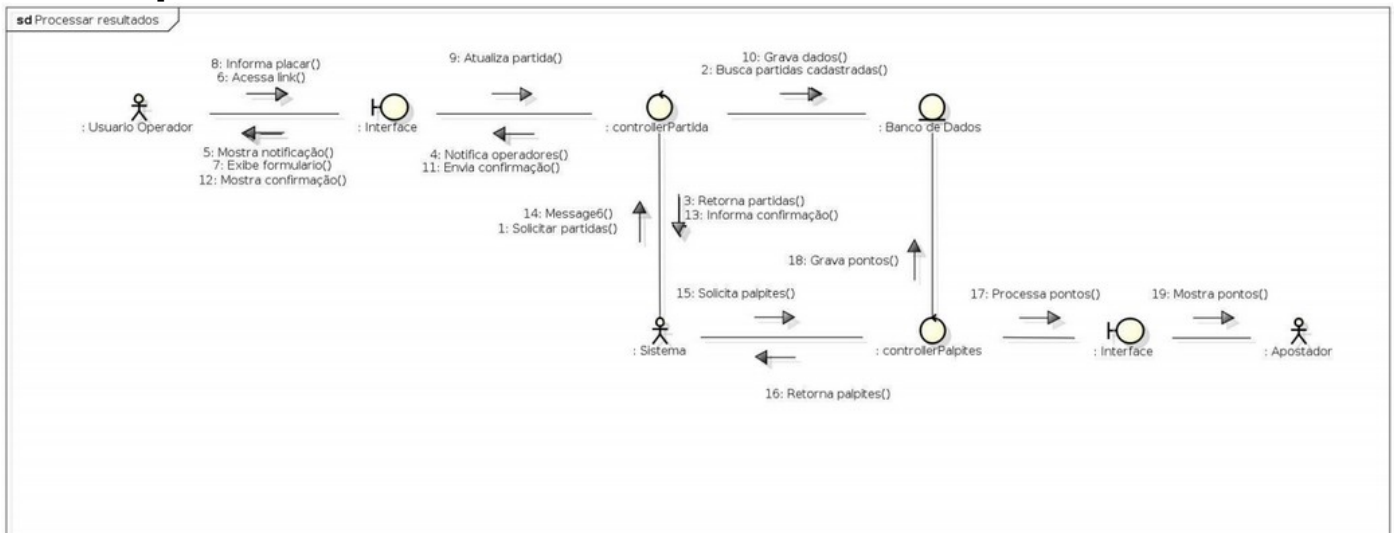 sd Processar resultados
8: Informa placar()
6: Acessa link()
9: Atualiza partida()
10: Grava dados()
2: Busca partidas cadastradas()
: Usuario Operador
: Interface
: controllerPartida
: Banco de Dados
5: Mostra notificação()
7: Exibe formulario()
12: Mostra confirmação()
4: Notifica operadores()
11: Envia confirmação()
14: Message6()
1: Solicitar partidas()
3: Retorna partidas()
13: Informa confirmação()
18: Grava pontos()
15: Solicita palpites()
17: Processa pontos()
19: Mostra pontos()
: Sistema
: controllerPalpites
: Interface
: Apostador
16: Retorna palpites()